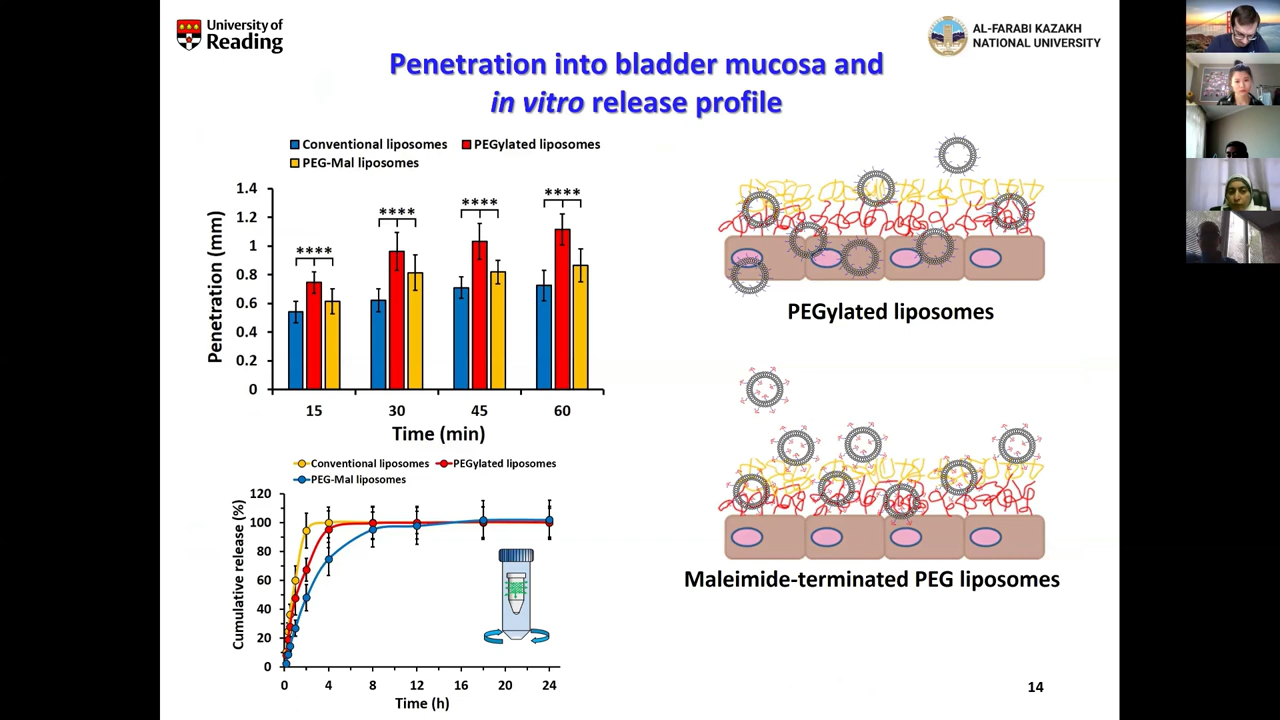 University of
Reading
AL-FARABI KAZAKH
NATIONAL UNIVERSITY
Penetration into bladder mucosa and
in vitro release profile
Conventional liposomes PEGylated liposomes
PEG-Mal liposomes
Penetration (mm)
1.4
1.2
1
0.8
0.6
0.4
0.2
0
**** **** **** ****
15 30 45 60
Time (min)
PEGylated liposomes
Conventional liposomes PEGylated liposomes
PEG-Mal liposomes
Cumulative release (%)
120
100
80
60
40
20
0
0 4 8 12 16 20 24
Time (h)
Maleimide-terminated PEG liposomes
14